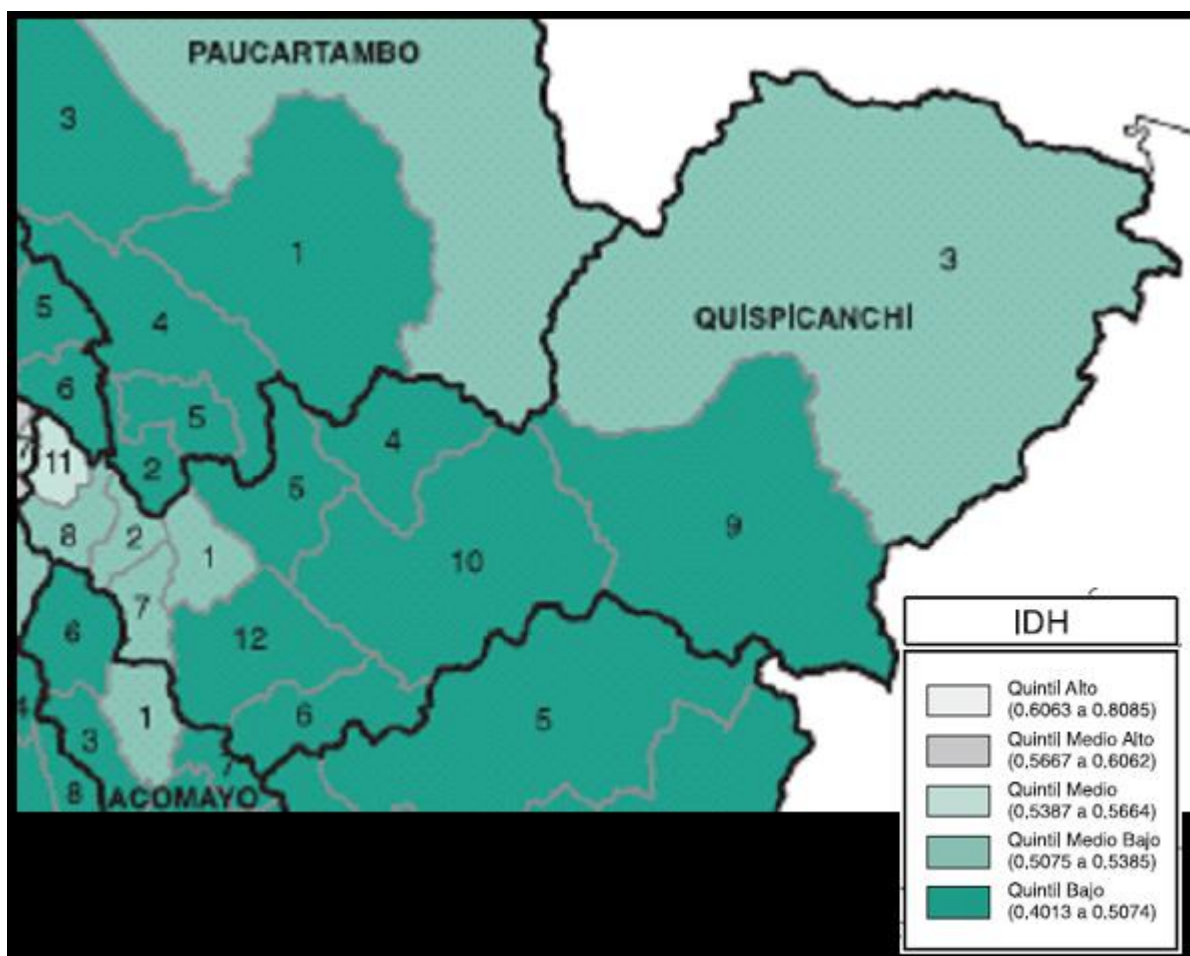 PAUCARTAMBO
3
1
3
5
4
QUÍSPÍCANCHÍ
6
5
4
11
2
5
9
8
2
1
10
7
6
12
4
3
1
6
5
7
8
ACOMAYO
IDH
Quintil Alto
(0.6063 a 0.8085)
Quintil Medio Alto
(0.5667 a 0.6062)
Quintil Medio
(0.5387 a 0.5664)
Quintil Medio Bajo
(0.5075 a 0.5385)
Quintil Bajo
(0.4013 a 0.5074)